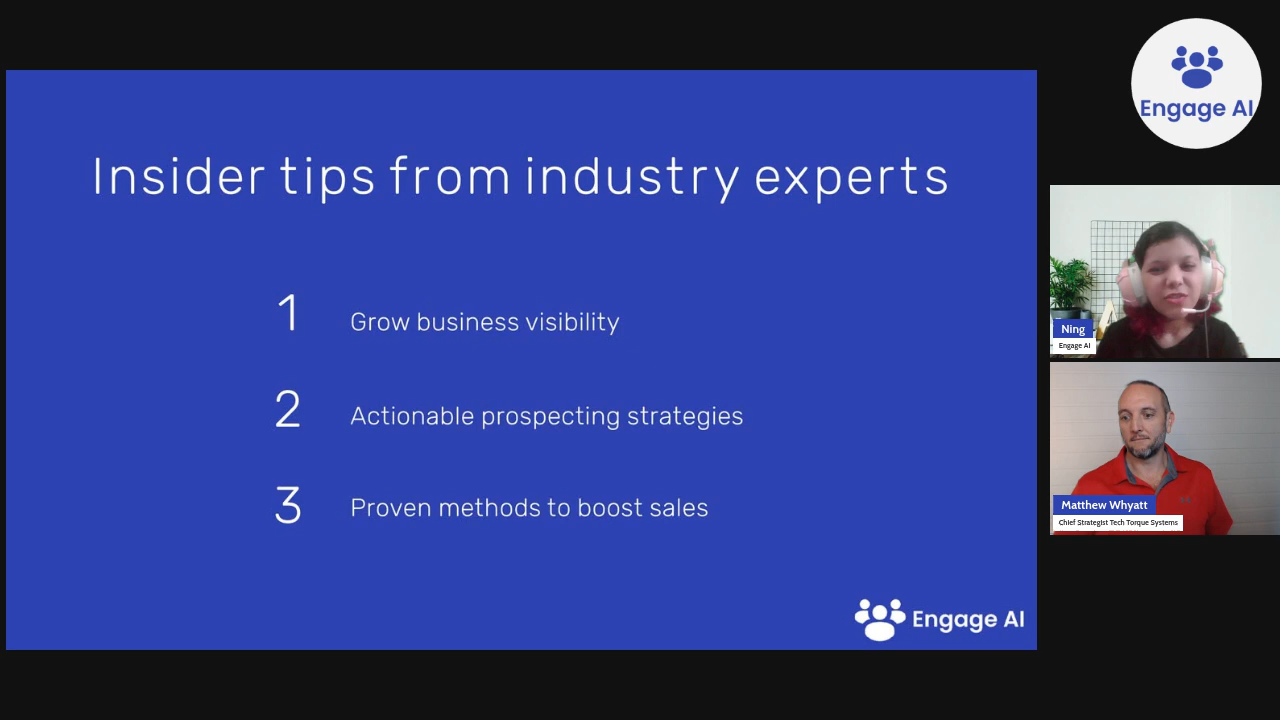 Engage AI
Insider tips from industry experts
1 Grow business visibility
2 Actionable prospecting strategies
3 Proven methods to boost sales
Engage AI
Ning
Engage AI
Matthew Whyatt
Chief Strategist Tech Torque Systems